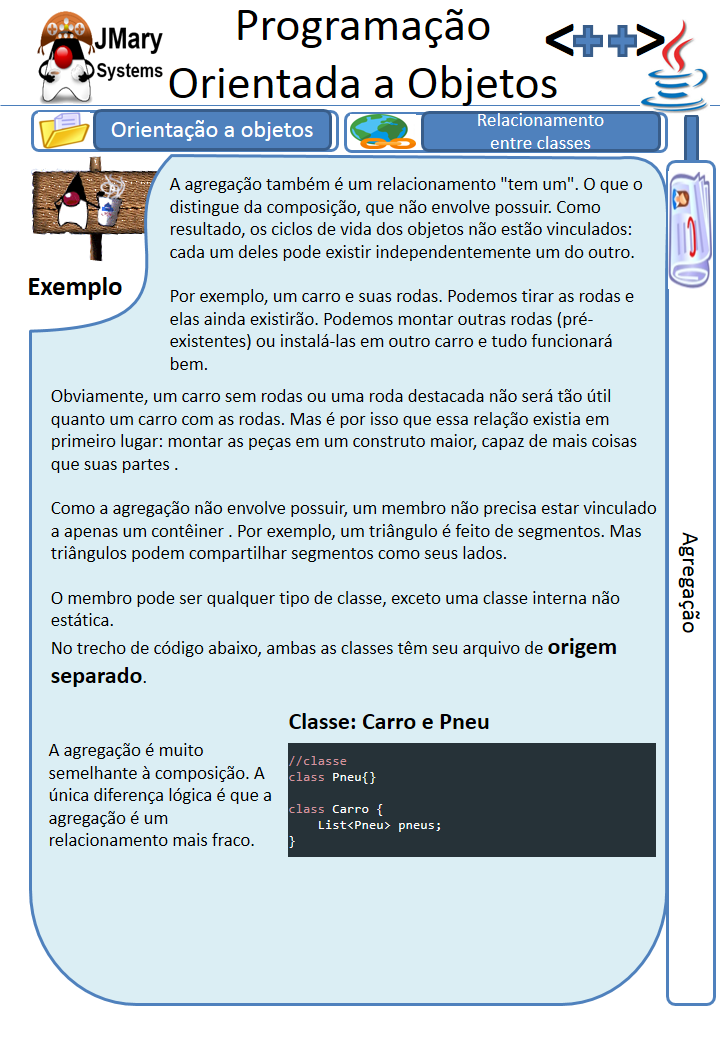 JMary
Systems
Programação
Orientada a Objetos
<++>
Orientação a objetos
Relacionamento
entre classes
Exemplo
A agregação também é um relacionamento "tem um". O que o
distingue da composição, que não envolve possuir. Como
resultado, os ciclos de vida dos objetos não estão vinculados:
cada um deles pode existir independentemente um do outro.
Por exemplo, um carro e suas rodas. Podemos tirar as rodas e
elas ainda existirão. Podemos montar outras rodas (pré-
existentes) ou instalá-las em outro carro e tudo funcionará
bem.
Obviamente, um carro sem rodas ou uma roda destacada não será tão útil
quanto um carro com as rodas. Mas é por isso que essa relação existia em
primeiro lugar: montar as peças em um construto maior, capaz de mais coisas
que suas partes .
Como a agregação não envolve possuir, um membro não precisa estar vinculado
a apenas um contêiner . Por exemplo, um triângulo é feito de segmentos. Mas
triângulos podem compartilhar segmentos como seus lados.
O membro pode ser qualquer tipo de classe, exceto uma classe interna não
estática.
No trecho de código abaixo, ambas as classes têm seu arquivo de origem
separado.
Classe: Carro e Pneu
A agregação é muito
semelhante à composição. A
única diferença lógica é que a
agregação é um
relacionamento mais fraco.
//classe
class Pneu{}
class Carro {
    List<Pneu> pneus;
}
Agregação